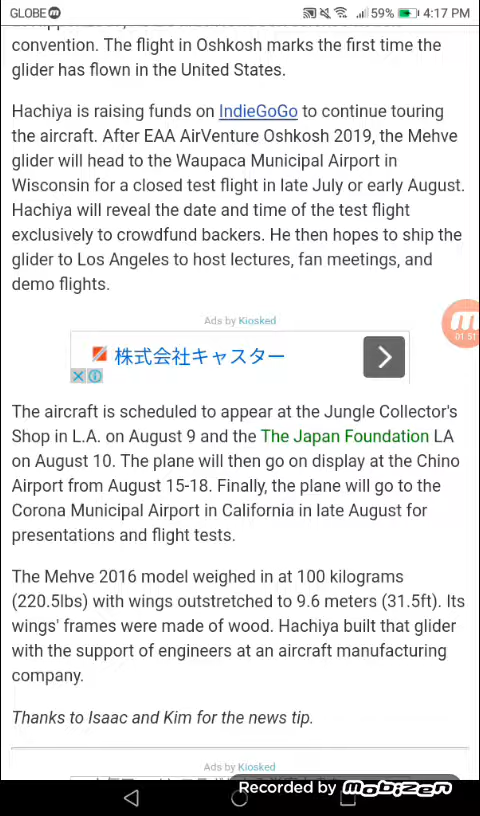 GLOBE 59% 4:17 PM
convention. The flight in Oshkosh marks the first time the
glider has flown in the United States.
Hachiya is raising funds on IndieGoGo to continue touring
the aircraft. After EAA AirVenture Oshkosh 2019, the Mehve
glider will head to the Waupaca Municipal Airport in
Wisconsin for a closed test flight in late July or early August.
Hachiya will reveal the date and time of the test flight
exclusively to crowdfund backers. He then hopes to ship the
glider to Los Angeles to host lectures, fan meetings, and
demo flights.
01:51
Ads by Kiosked
株式会社キャスター
The aircraft is scheduled to appear at the Jungle Collector's
Shop in L.A. on August 9 and the The Japan Foundation LA
on August 10. The plane will then go on display at the Chino
Airport from August 15-18. Finally, the plane will go to the
Corona Municipal Airport in California in late August for
presentations and flight tests.
The Mehve 2016 model weighed in at 100 kilograms
(220.5lbs) with wings outstretched to 9.6 meters (31.5ft). Its
wings' frames were made of wood. Hachiya built that glider
with the support of engineers at an aircraft manufacturing
company.
Thanks to Isaac and Kim for the news tip.
Ads by Kiosked
Recorded by mobizen